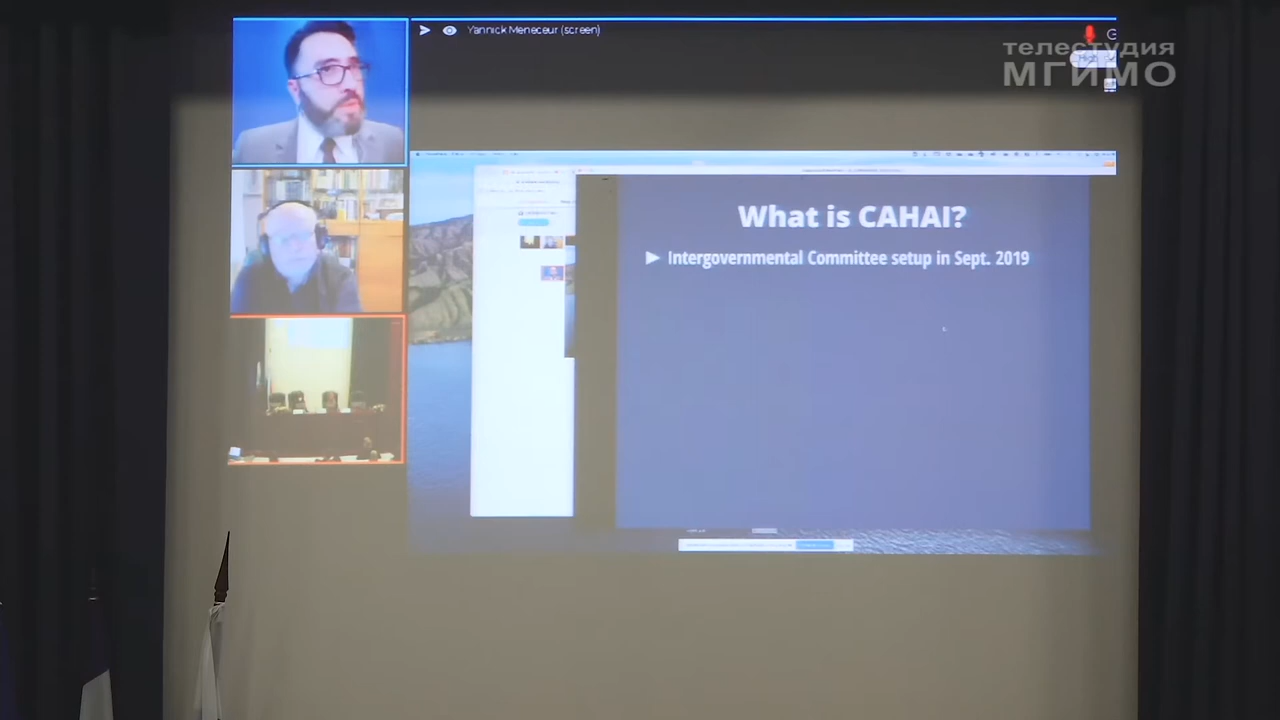 Yannick Meneceur (screen)
телестудия
МГИМО
What is CAHAI?
► Intergovernmental Committee setup in Sept. 2019